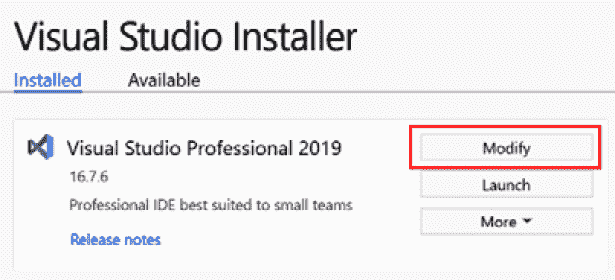 Visual Studio Installer
Installed Available
Visual Studio Professional 2019
Modify
16.7.6
Launch
Professional IDE best suited to small teams
More
Release notes